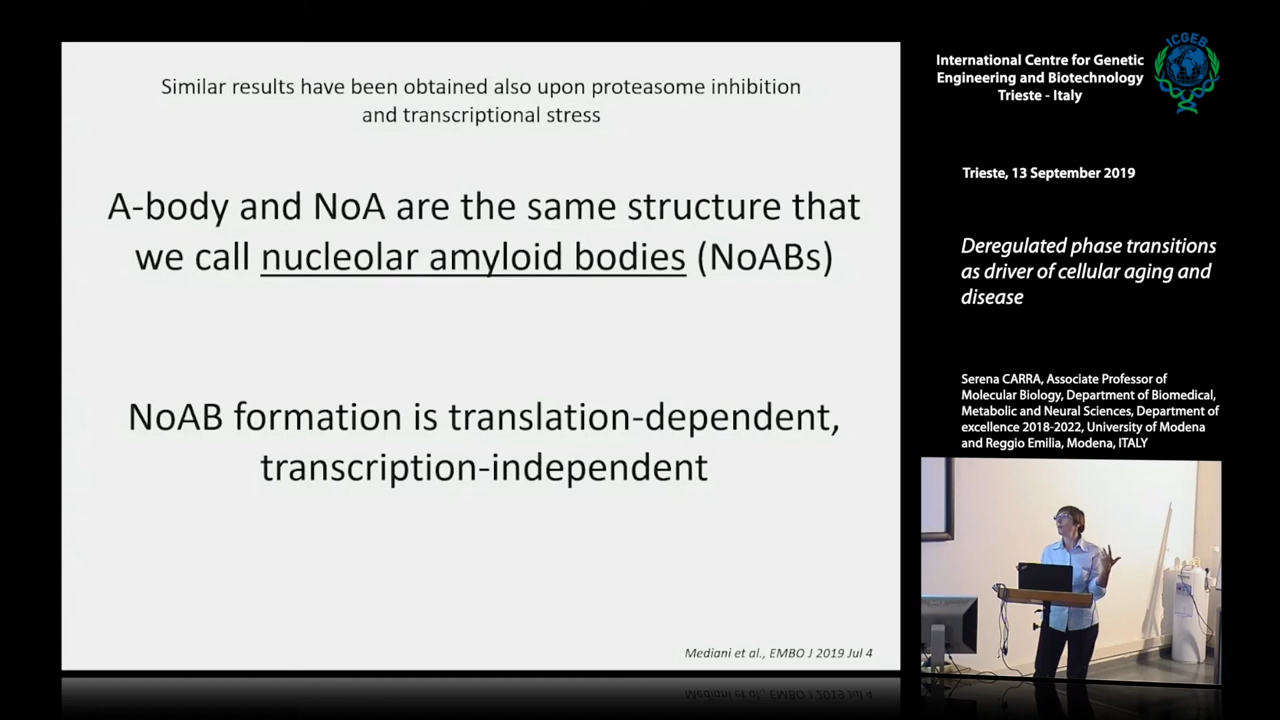 Similar results have been obtained also upon proteasome inhibition
and transcriptional stress
A-body and NoA are the same structure that
we call nucleolar amyloid bodies (NoABs)
NoAB formation is translation-dependent,
transcription-independent
Mediani et al., EMBO J 2019 Jul 4
International Centre for Genetic
Engineering and Biotechnology
Trieste - Italy
ICGEB
Trieste, 13 September 2019
Deregulated phase transitions
as driver of cellular aging and
disease
Serena CARRA, Associate Professor of
Molecular Biology, Department of Biomedical,
Metabolic and Neural Sciences, Department of
excellence 2018-2022, University of Modena
and Reggio Emilia, Modena, ITALY